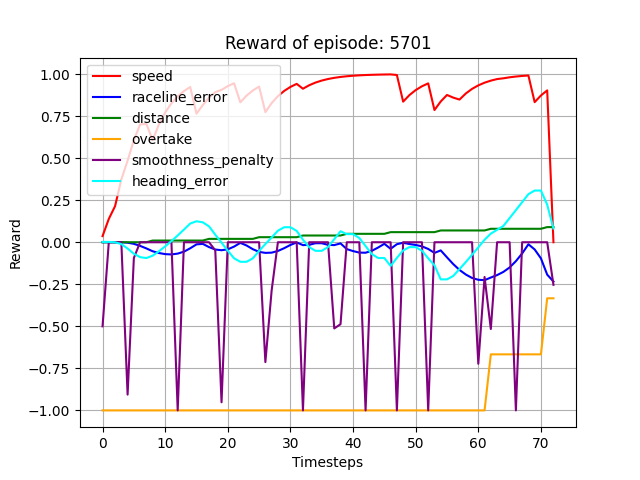 Reward of episode: 5701
Reward
1.00
0.75
0.50
0.25
0.00
−0.25
−0.50
−0.75
−1.00
speed
raceline_error
distance
overtake
smoothness_penalty
heading_error
0 10 20 30 40 50 60 70
Timesteps